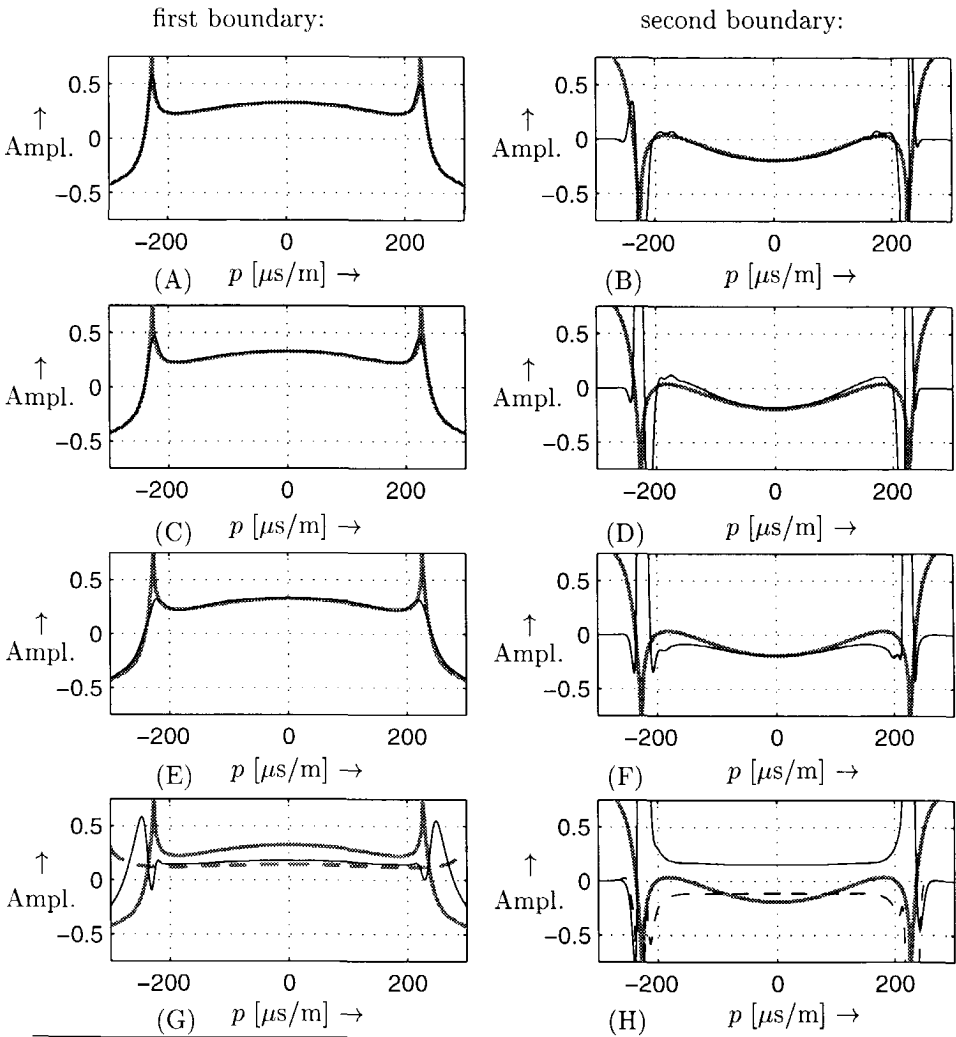 first boundary:
second boundary:
0.5
↑
0
Ampl.
-0.5
-200 0 200
(A) p [μs/m] →
0.5
↑
0
Ampl.
-0.5
-200 0 200
(B) p [μs/m] →
0.5
↑
0
Ampl.
-0.5
-200 0 200
(C) p [μs/m] →
0.5
↑
0
Ampl.
-0.5
-200 0 200
(D) p [μs/m] →
0.5
↑
0
Ampl.
-0.5
-200 0 200
(E) p [μs/m] →
0.5
↑
0
Ampl.
-0.5
-200 0 200
(F) p [μs/m] →
0.5
↑
0
Ampl.
-0.5
-200 0 200
(G) p [μs/m] →
0.5
↑
0
Ampl.
-0.5
-200 0 200
(H) p [μs/m] →